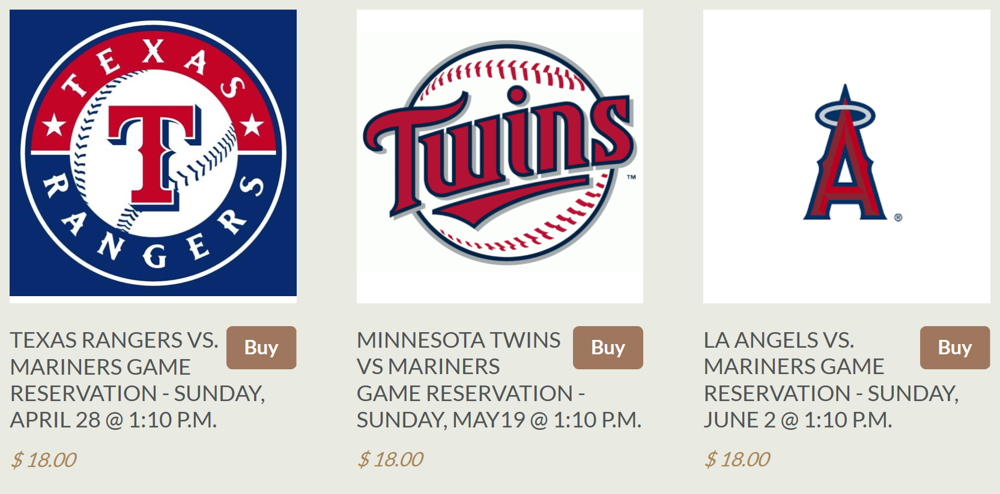 TEXAS
RANGERS
T
Twins
TM
A
®
TEXAS RANGERS VS.
MARINERS GAME
RESERVATION - SUNDAY,
APRIL 28 @ 1:10 P.M.
Buy
$ 18.00
MINNESOTA TWINS
VS MARINERS
GAME RESERVATION -
SUNDAY, MAY19 @ 1:10 P.M.
Buy
$ 18.00
LA ANGELS VS.
MARINERS GAME
RESERVATION - SUNDAY,
JUNE 2 @ 1:10 P.M.
Buy
$ 18.00